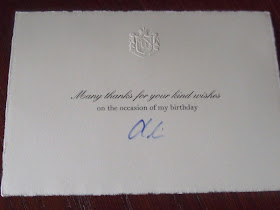 Many thanks for your kind wishes
on the occasion of my birthday